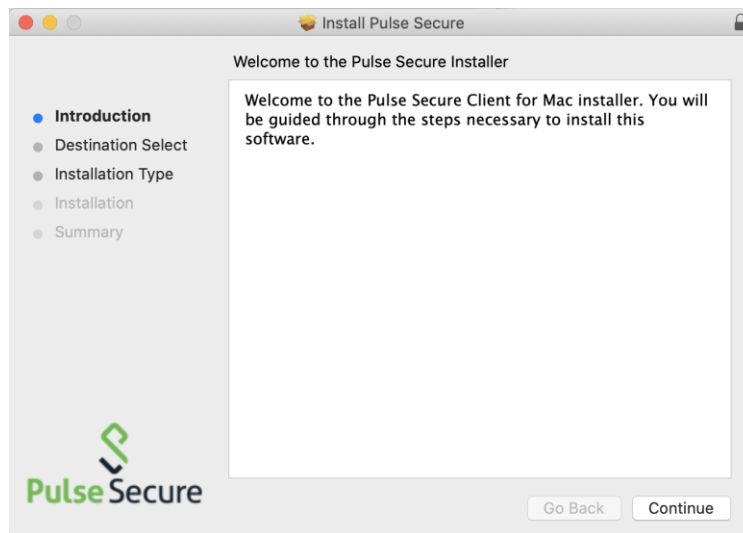 Install Pulse Secure
Welcome to the Pulse Secure Installer
Introduction
Destination Select
Installation Type
Installation
Summary
Welcome to the Pulse Secure Client for Mac installer. You will
be guided through the steps necessary to install this
software.
Pulse Secure
Go Back
Continue